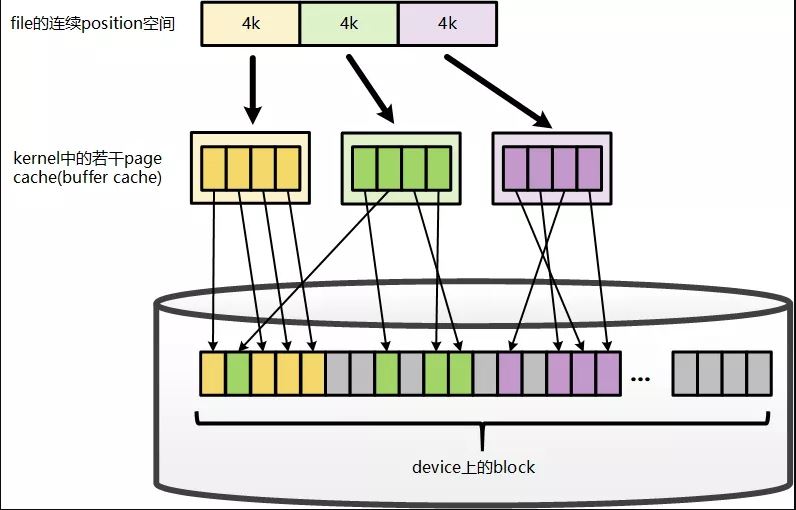 file的连续position空间
4k
4k
4k
kernel中的若干page
cache(buffer cache)
...
device上的block